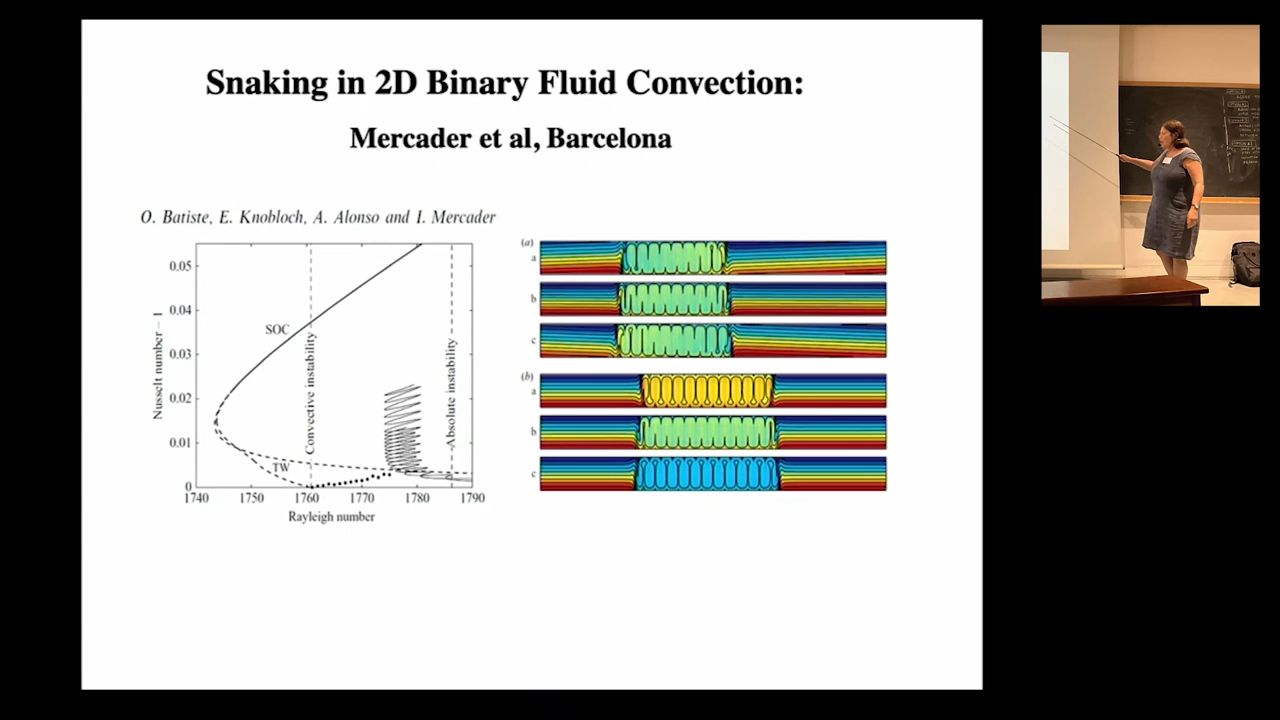 Snaking in 2D Binary Fluid Convection:
Mercader et al, Barcelona
O. Batiste, E. Knobloch, A. Alonso and I. Mercader
0.05
0.04
0.03
0.02
0.01
0
Nusselt number – 1
SOC
TW
Convective instability
Absolute instability
1740 1750 1760 1770 1780 1790
Rayleigh number
(a)
a
b
c
(b)
a
b
c